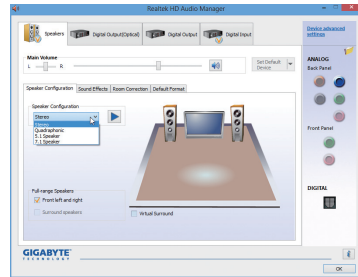 Realtek HD Audio Manager
Speakers
Digital Output(Optical)
Digital Output
Digital Input
Device advanced
settings
Main Volume
L
R
Set Default
Device
ANALOG
Back Panel
Speaker Configuration
Sound Effects
Room Correction
Default Format
Speaker Configuration
Stereo
Stereo
Quadraphonic
5.1 Speaker
7.1 Speaker
Front Panel
Full-range Speakers
Front left and right
Surround speakers
Virtual Surround
DIGITAL
GIGABYTE
TECHNOLOGY
i
OK